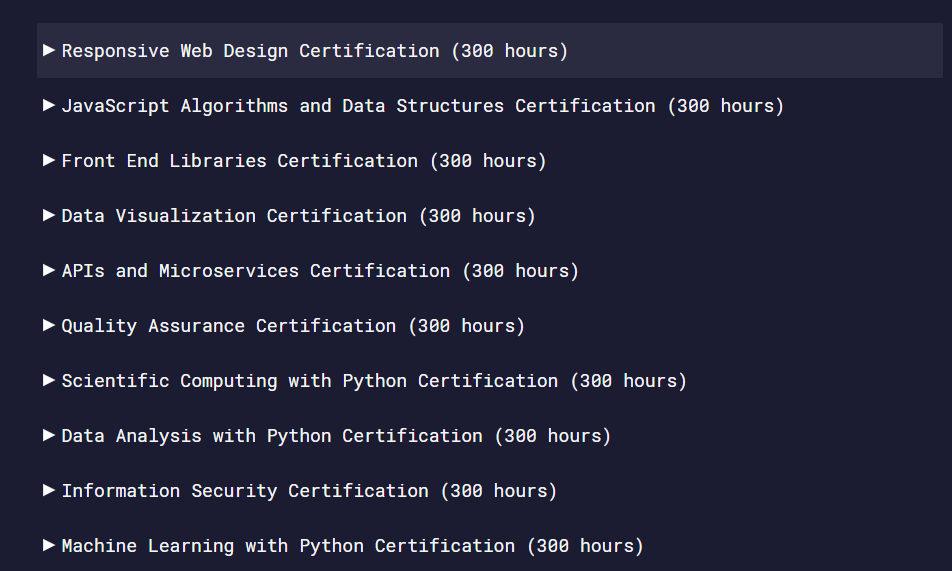 Responsive Web Design Certification (300 hours)
JavaScript Algorithms and Data Structures Certification (300 hours)
Front End Libraries Certification (300 hours)
Data Visualization Certification (300 hours)
APIs and Microservices Certification (300 hours)
Quality Assurance Certification (300 hours)
Scientific Computing with Python Certification (300 hours)
Data Analysis with Python Certification (300 hours)
Information Security Certification (300 hours)
Machine Learning with Python Certification (300 hours)